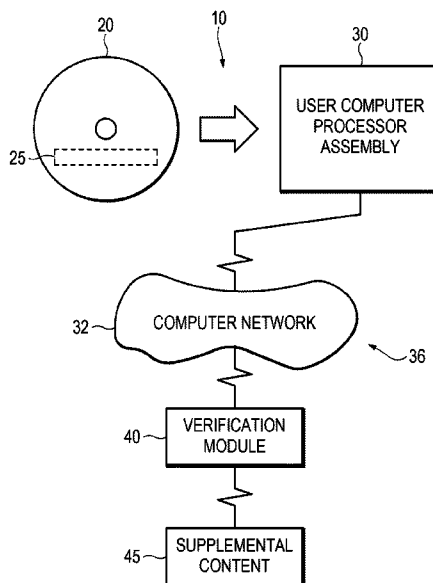 20
10
30
USER COMPUTER
PROCESSOR
ASSEMBLY
25
32
COMPUTER NETWORK
36
40
VERIFICATION
MODULE
45
SUPPLEMENTAL
CONTENT